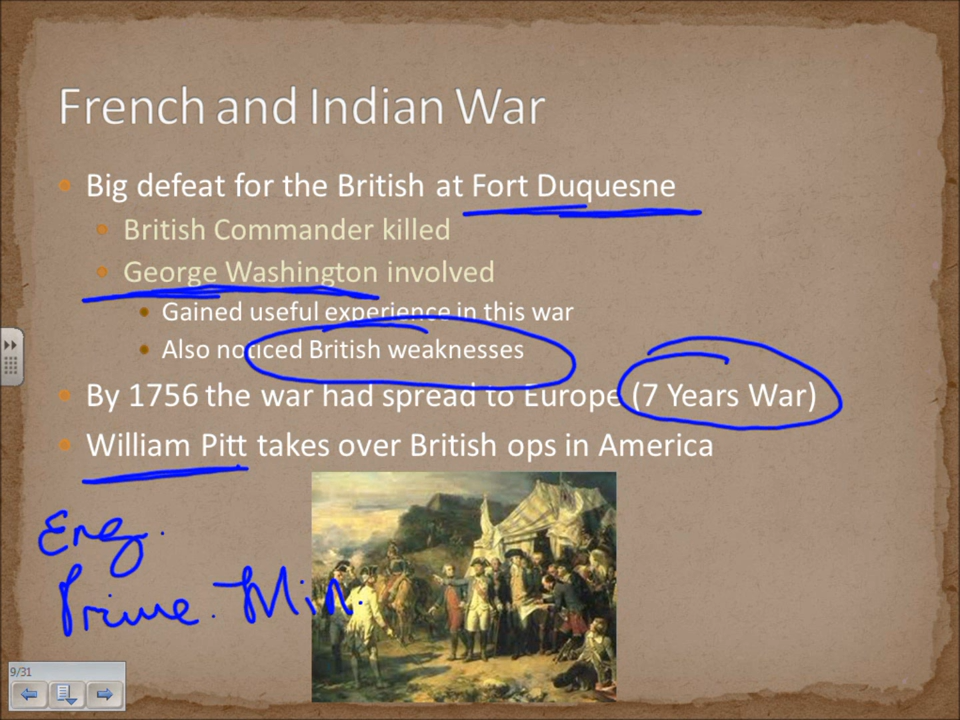 French and Indian War
Big defeat for the British at Fort Duquesne
British Commander killed
George Washington involved
Gained useful experience in this war
Also noticed British weaknesses
By 1756 the war had spread to Europe (7 Years War)
William Pitt takes over British ops in America
Eng.
Prime. Min.
9/31